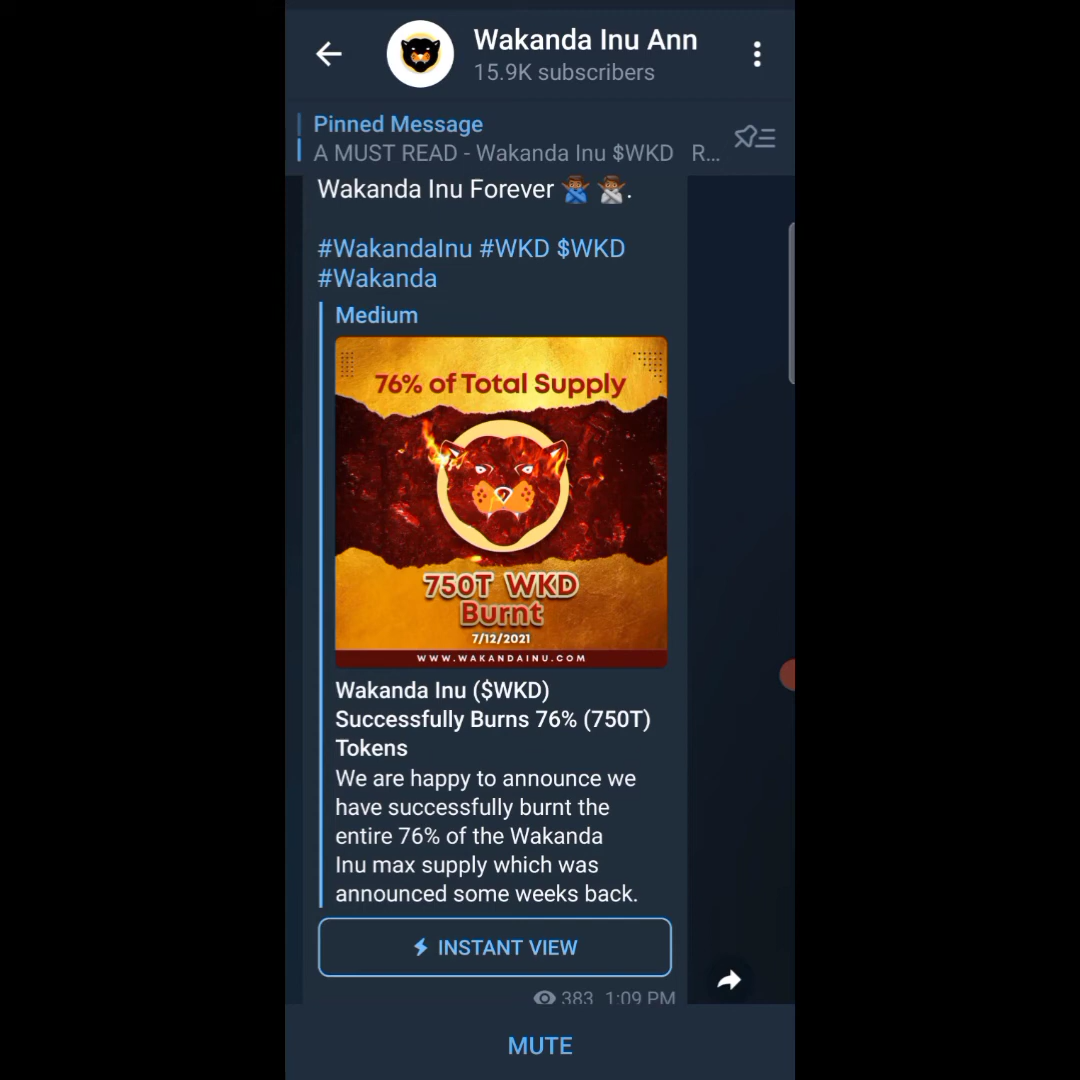 Wakanda Inu Ann
15.9K subscribers
Pinned Message
A MUST READ - Wakanda Inu $WKD R...
Wakanda Inu Forever 🙅🏾‍♂️ 🙅🏽.
#WakandaInu #WKD $WKD
#Wakanda
Medium
76% of Total Supply
750T WKD
Burnt
7/12/2021
WWW.WAKANDAINU.COM
Wakanda Inu ($WKD)
Successfully Burns 76% (750T)
Tokens
We are happy to announce we
have successfully burnt the
entire 76% of the Wakanda
Inu max supply which was
announced some weeks back.
INSTANT VIEW
383 1:09 PM
MUTE